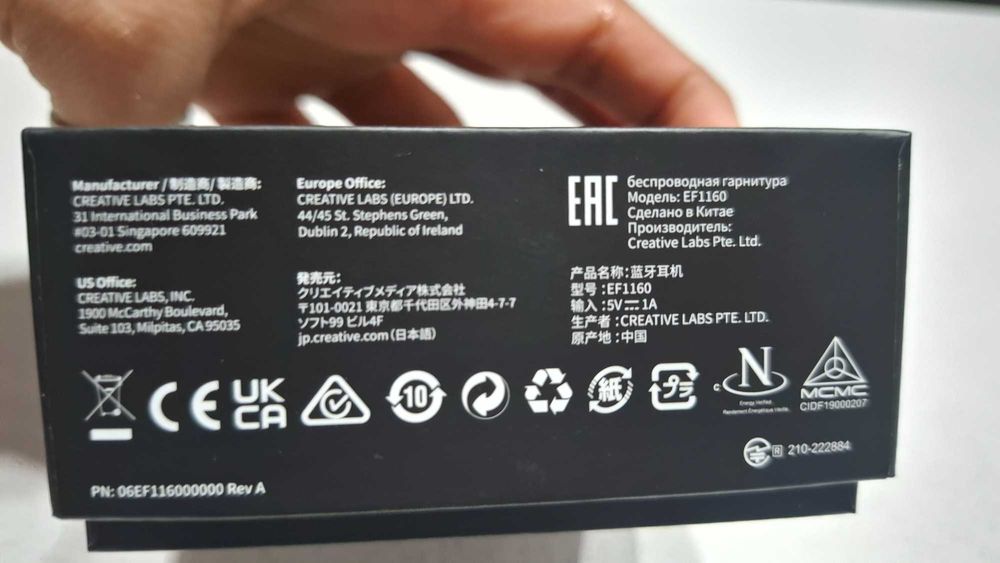 Manufacturer / 制造商 / 製造商:
CREATIVE LABS PTE. LTD.
31 International Business Park
#03-01 Singapore 609921
creative.com
US Office:
CREATIVE LABS, INC.
1900 McCarthy Boulevard,
Suite 103, Milpitas, CA 95035
Europe Office:
CREATIVE LABS (EUROPE) LTD.
44/45 St. Stephens Green,
Dublin 2, Republic of Ireland
発売元:
クリエイティブメディア株式会社
〒101-0021 東京都千代田区外神田4-7-7
ソフト99 ビル4F
jp.creative.com (日本語)
EAC
беспроводная гарнитура
Модель: EF1160
Сделано в Китае
Производитель:
Creative Labs Pte. Ltd.
产品名称: 蓝牙耳机
型号: EF1160
输入: 5V⎓1A
生产者: CREATIVE LABS PTE. LTD.
原产地: 中国
CE
UK
CA
10
紙
プラ
c N
Energy Verified
Rendement Énergétique Vérifié
MCMC
CIDF19000207
R 210-222884
PN: 06EF116000000 Rev A